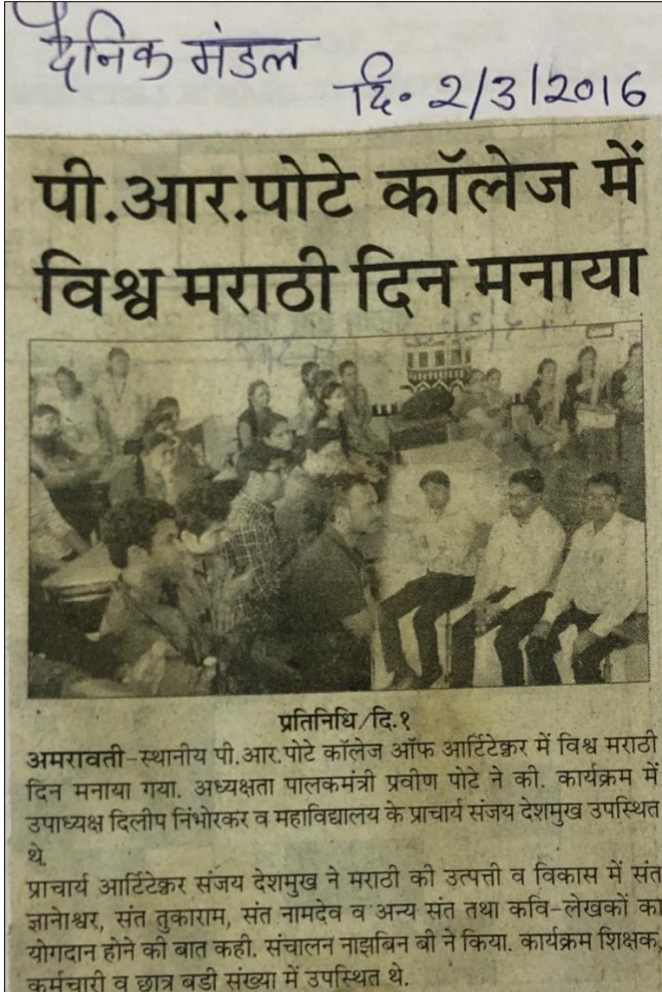 दैनिक मंडल
दि. २/3/2016
पी.आर.पोटे कॉलेज में
विश्व मराठी दिन मनाया
प्रतिनिधि/दि.१
अमरावती-स्थानीय पी.आर.पोटे कॉलेज ऑफ आर्टिटेक्चर में विश्व मराठी
दिन मनाया गया. अध्यक्षता पालकमंत्री प्रवीण पोटे ने की. कार्यक्रम में
उपाध्यक्ष दिलीप निंभोरकर व महाविद्यालय के प्राचार्य संजय देशमुख उपस्थित
थे.
प्राचार्य आर्टिटेक्चर संजय देशमुख ने मराठी की उत्पत्ती व विकास में संत
ज्ञानेाश्वर, संत तुकाराम, संत नामदेव व अन्य संत तथा कवि-लेखकों का
योगदान होने की बात कही. संचालन नाझबिन बी ने किया. कार्यक्रम शिक्षक,
कर्मचारी व छात्र बडी संख्या में उपस्थित थे.